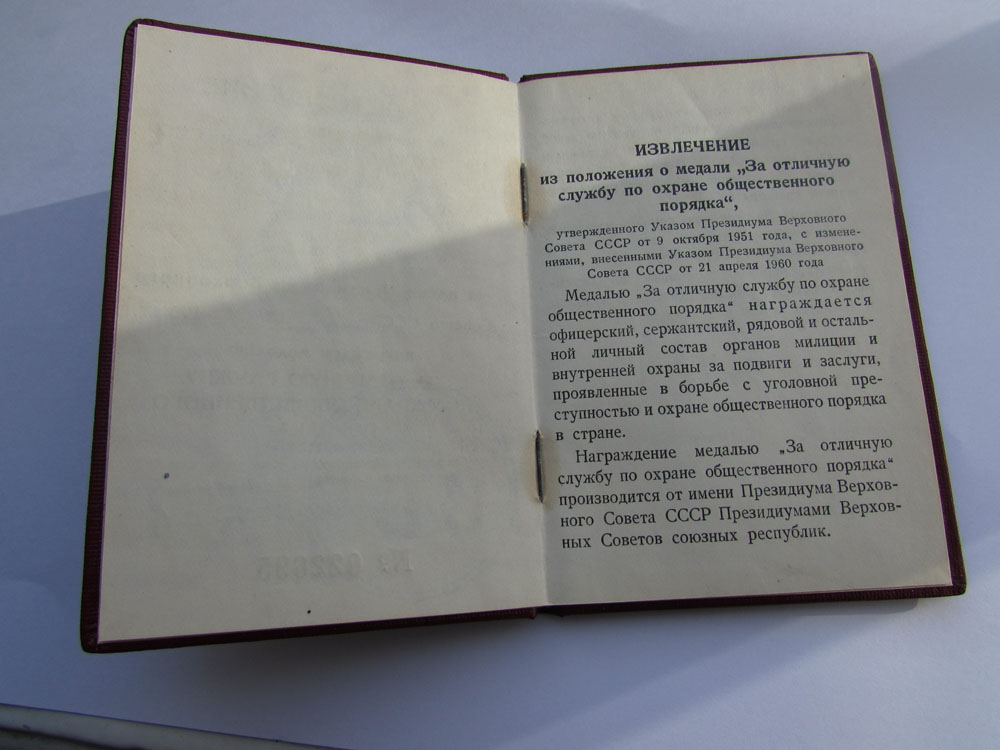 ИЗВЛЕЧЕНИЕ
из положения о медали „За отличную
службу по охране общественного
порядка“,
утвержденного Указом Президиума Верховного
Совета СССР от 9 октября 1951 года, с измене-
ниями, внесенными Указом Президиума Верховного
Совета СССР от 21 апреля 1960 года
Медалью „За отличную службу по охране
общественного порядка“ награждается
офицерский, сержантский, рядовой и осталь-
ной личный состав органов милиции и
внутренней охраны за подвиги и заслуги,
проявленные в борьбе с уголовной пре-
ступностью и охране общественного порядка
в стране.
Награждение медалью „За отличную
службу по охране общественного порядка“
производится от имени Президиума Верхов-
ного Совета СССР Президиумами Верхов-
ных Советов союзных республик.